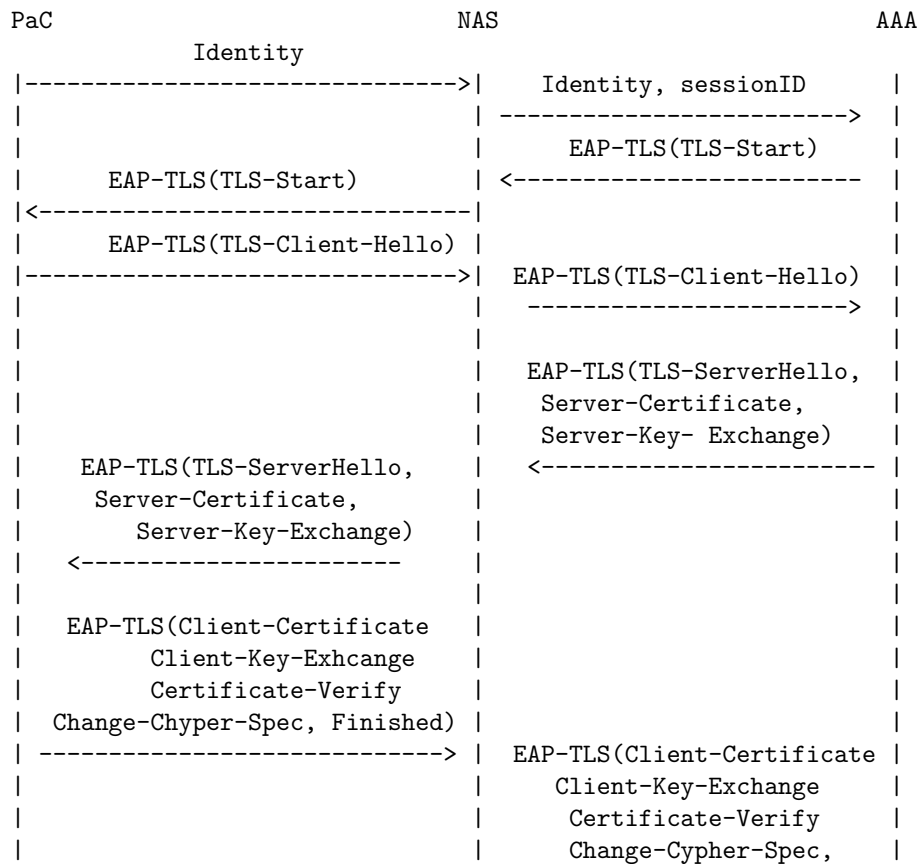 PaC NAS AAA
Identity
|------------------------------->| Identity, sessionID |
| | -------------------------> |
| | EAP-TLS(TLS-Start) |
| EAP-TLS(TLS-Start) | <------------------------- |
|<-------------------------------| |
| EAP-TLS(TLS-Client-Hello) | |
|------------------------------->| EAP-TLS(TLS-Client-Hello) |
| | -----------------------> |
| | |
| | EAP-TLS(TLS-ServerHello, |
| | Server-Certificate, |
| | Server-Key- Exchange) |
| EAP-TLS(TLS-ServerHello, | <------------------------ |
| Server-Certificate, | |
| Server-Key-Exchange) | |
| <----------------------- | |
| | |
| EAP-TLS(Client-Certificate | |
| Client-Key-Exhcange | |
| Certificate-Verify | |
| Change-Chyper-Spec, Finished) | |
| -----------------------------> | EAP-TLS(Client-Certificate |
| | Client-Key-Exchange |
| | Certificate-Verify |
| | Change-Cypher-Spec, |